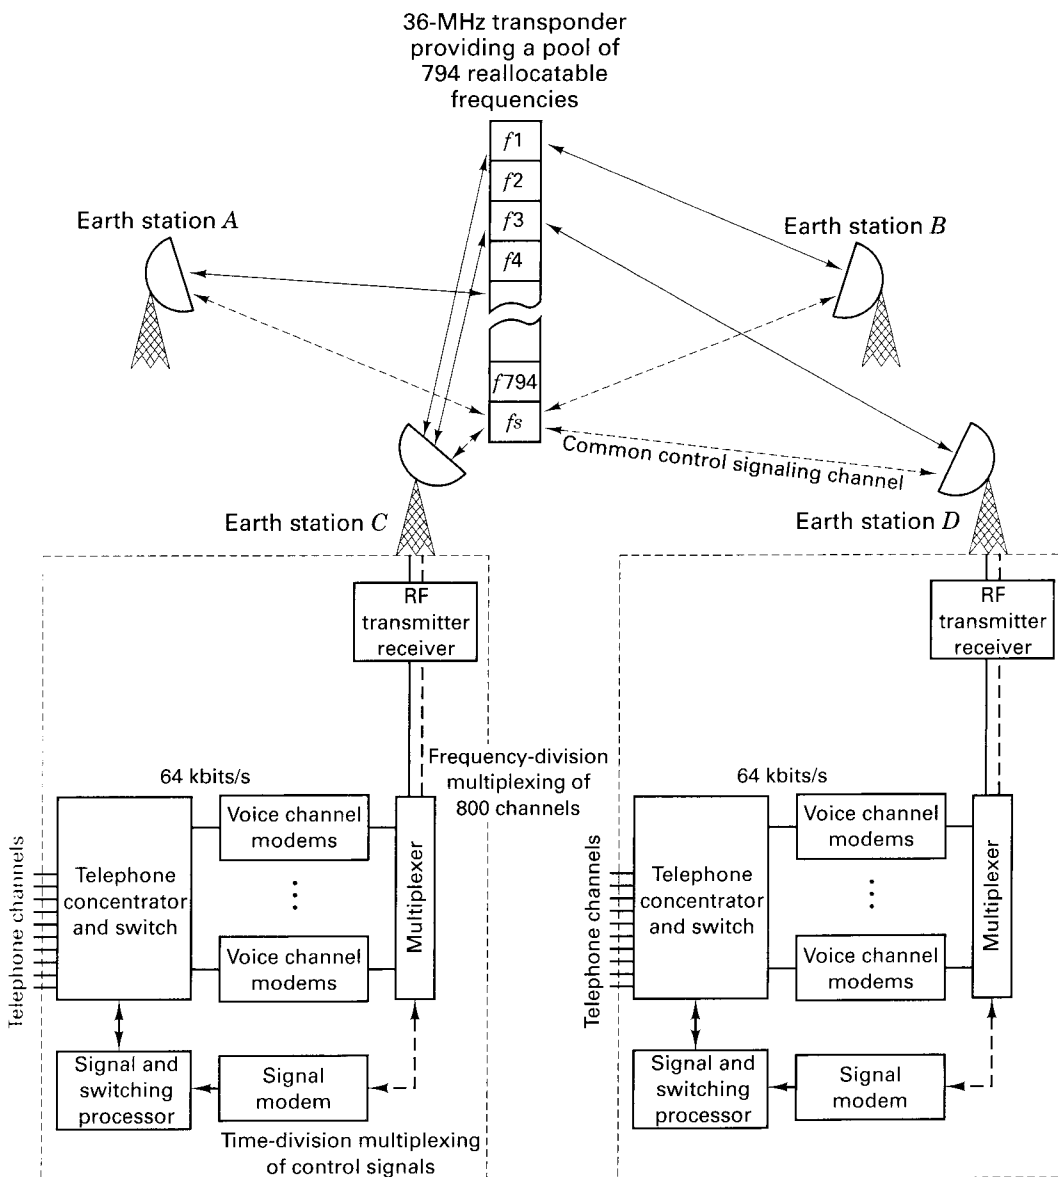 36-MHz transponder
providing a pool of
794 reallocatable
frequencies
f1
f2
f3
f4
f794
fs
Earth station A
Earth station B
Common control signaling channel
Earth station C
Earth station D
RF
transmitter
receiver
Frequency-division
multiplexing of
800 channels
64 kbits/s
Telephone channels
Telephone
concentrator
and switch
Voice channel
modems
Voice channel
modems
Multiplexer
Signal and
switching
processor
Signal
modem
Time-division multiplexing
of control signals
RF
transmitter
receiver
64 kbits/s
Telephone channels
Telephone
concentrator
and switch
Voice channel
modems
Voice channel
modems
Multiplexer
Signal and
switching
processor
Signal
modem